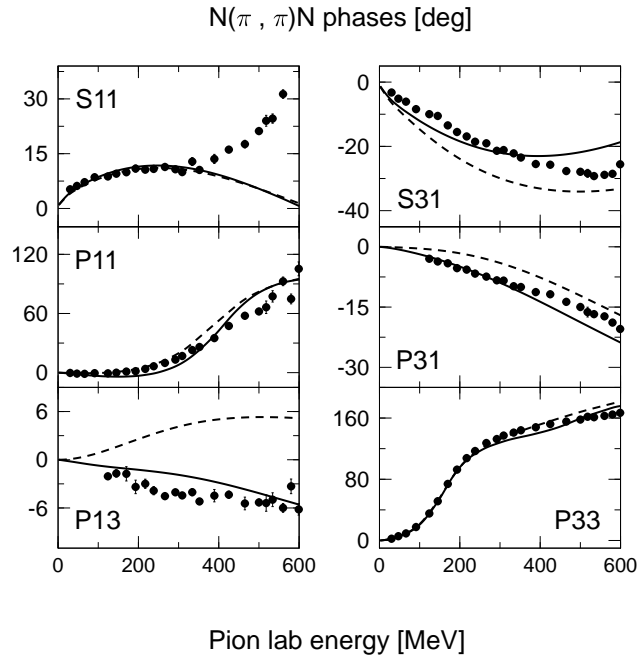 N(π , π)N phases [deg]
S11
30
15
0
S31
0
-20
-40
P11
120
60
0
P31
0
-15
-30
P13
6
0
-6
P33
160
80
0
0 200 400 600
0 200 400 600
Pion lab energy [MeV]